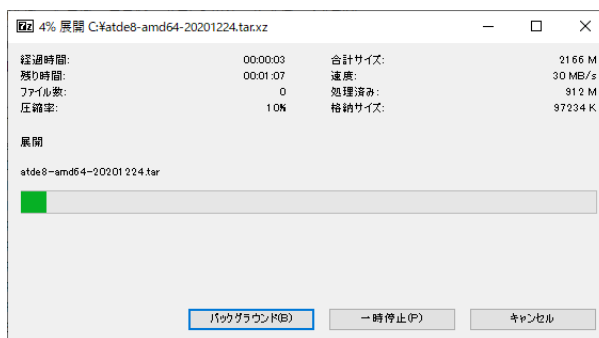 7z 4% 展開 C:¥atde8-amd64-20201224.tar.xz
経過時間: 00:00:03 合計サイズ: 2166 M
残り時間: 00:01:07 速度: 30 MB/s
ファイル数: 0 処理済み: 912 M
圧縮率: 10% 格納サイズ: 97234 K
展開
atde8-amd64-20201224.tar
バックグラウンド(B) 一時停止(P) キャンセル